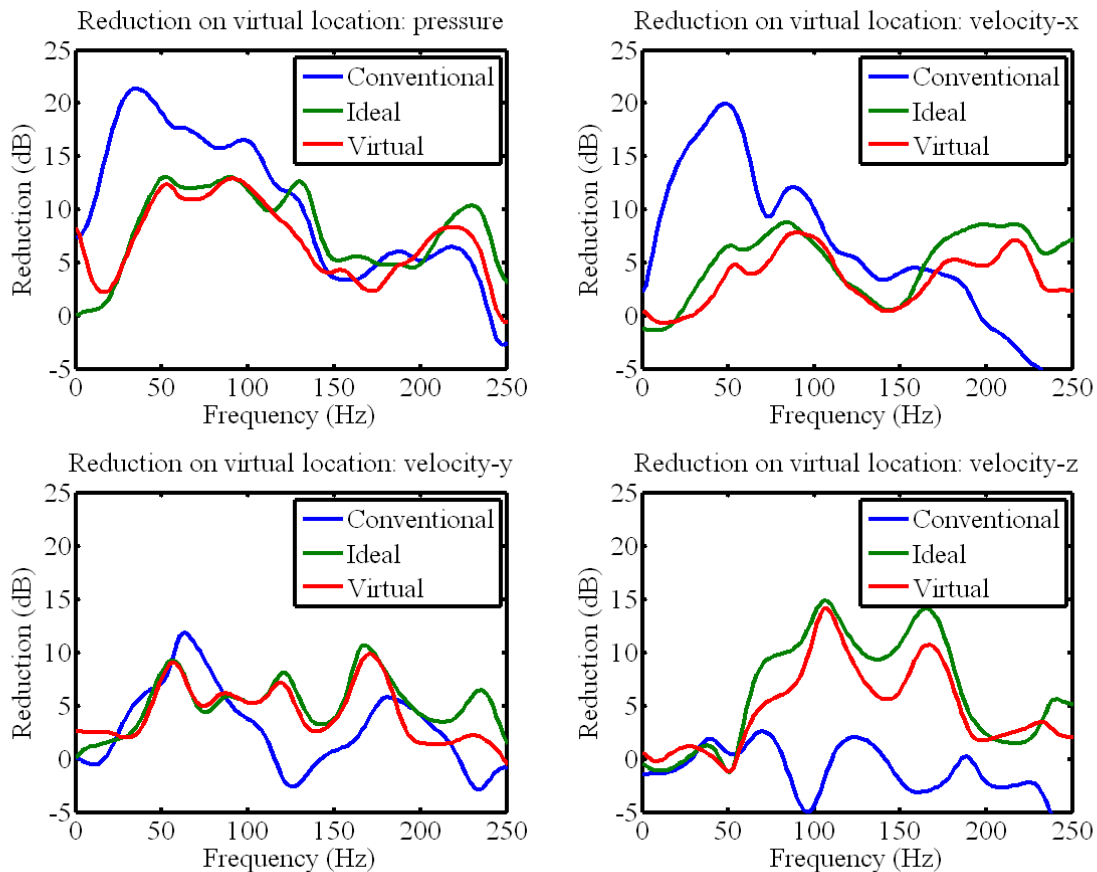 Reduction on virtual location: pressure
25
20
15
10
5
0
-5
Reduction (dB)
Conventional
Ideal
Virtual
0 50 100 150 200 250
Frequency (Hz)
Reduction on virtual location: velocity-x
25
20
15
10
5
0
-5
Reduction (dB)
Conventional
Ideal
Virtual
0 50 100 150 200 250
Frequency (Hz)
Reduction on virtual location: velocity-y
25
20
15
10
5
0
-5
Reduction (dB)
Conventional
Ideal
Virtual
0 50 100 150 200 250
Frequency (Hz)
Reduction on virtual location: velocity-z
25
20
15
10
5
0
-5
Reduction (dB)
Conventional
Ideal
Virtual
0 50 100 150 200 250
Frequency (Hz)